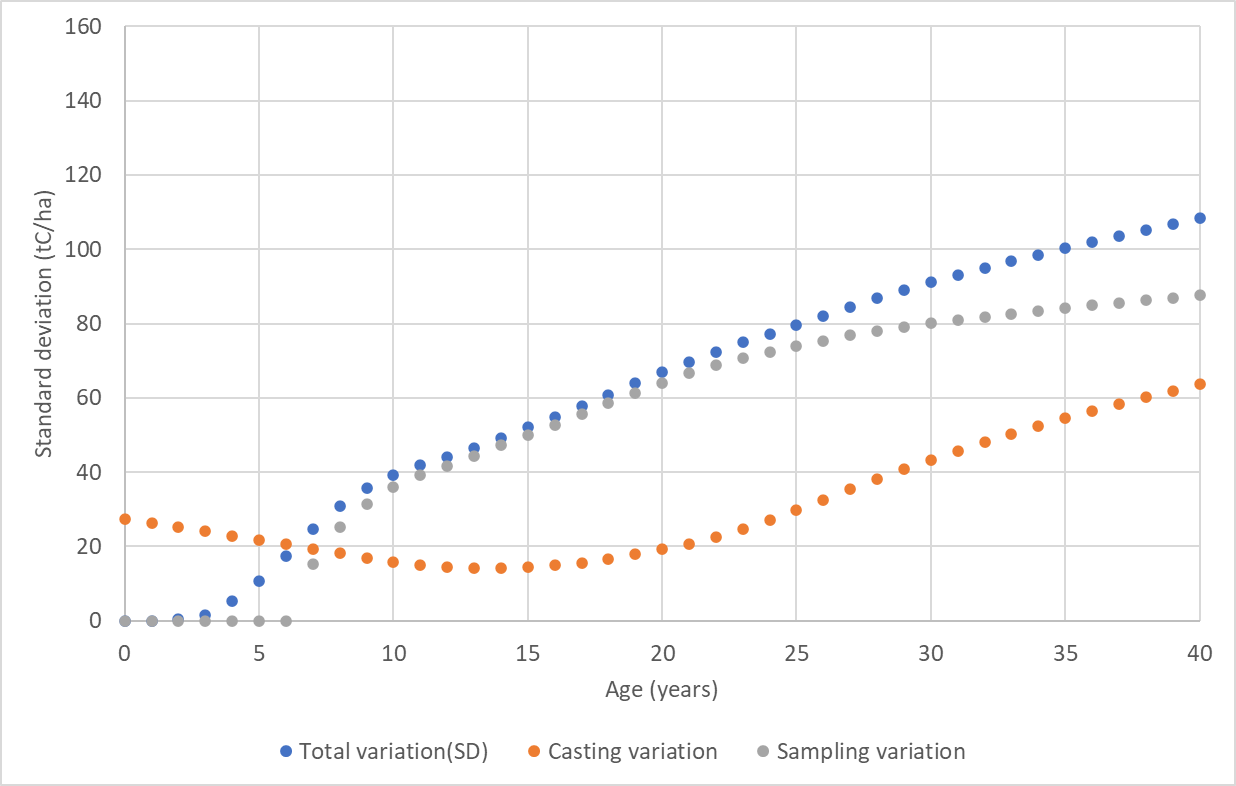 160
140
120
100
80
60
40
20
0
Standard deviation (tC/ha)
0 5 10 15 20 25 30 35 40
Age (years)
Total variation(SD) Casting variation Sampling variation